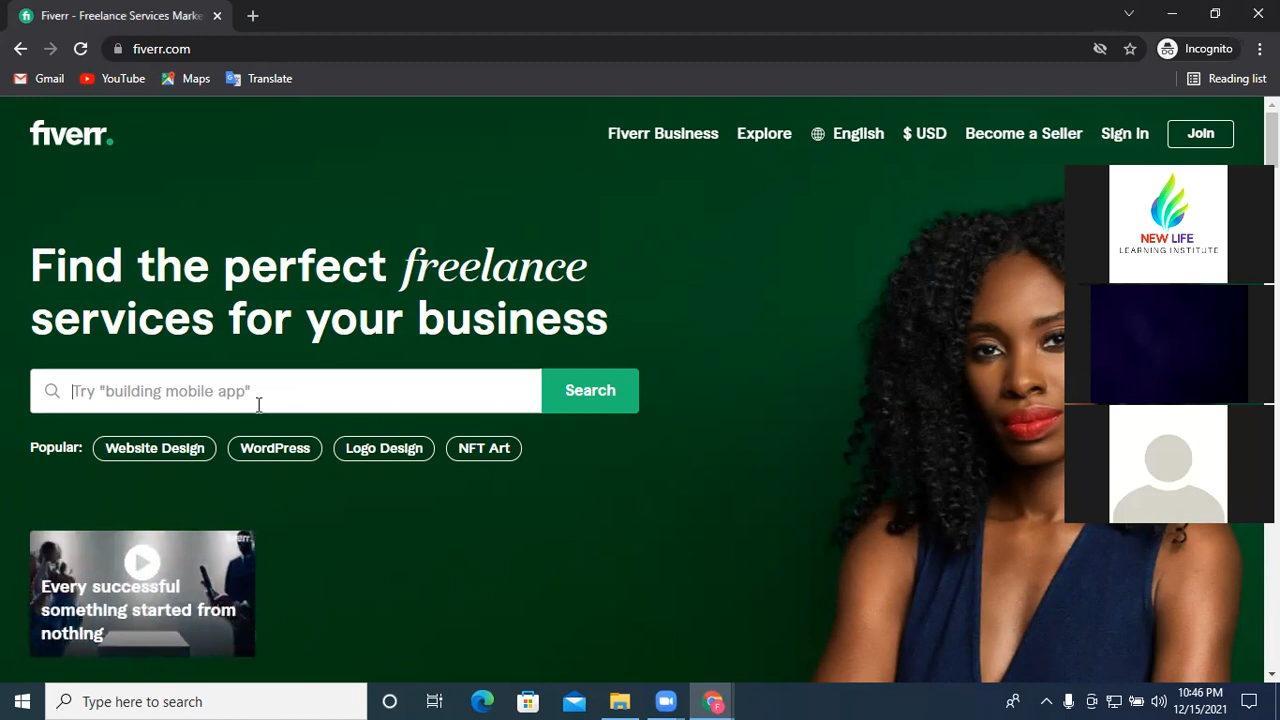 Fiverr - Freelance Services Marke
fiverr.com
Incognito
Gmail
YouTube
Maps
Translate
Reading list
fiverr.
Fiverr Business
Explore
English
$ USD
Become a Seller
Sign in
Join
Find the perfect freelance
services for your business
Try "building mobile app"
Search
Popular:
Website Design
WordPress
Logo Design
NFT Art
NEW LIFE
LEARNING INSTITUTE
fiverr.
Every successful
something started from
nothing
Type here to search
10:46 PM
12/15/2021